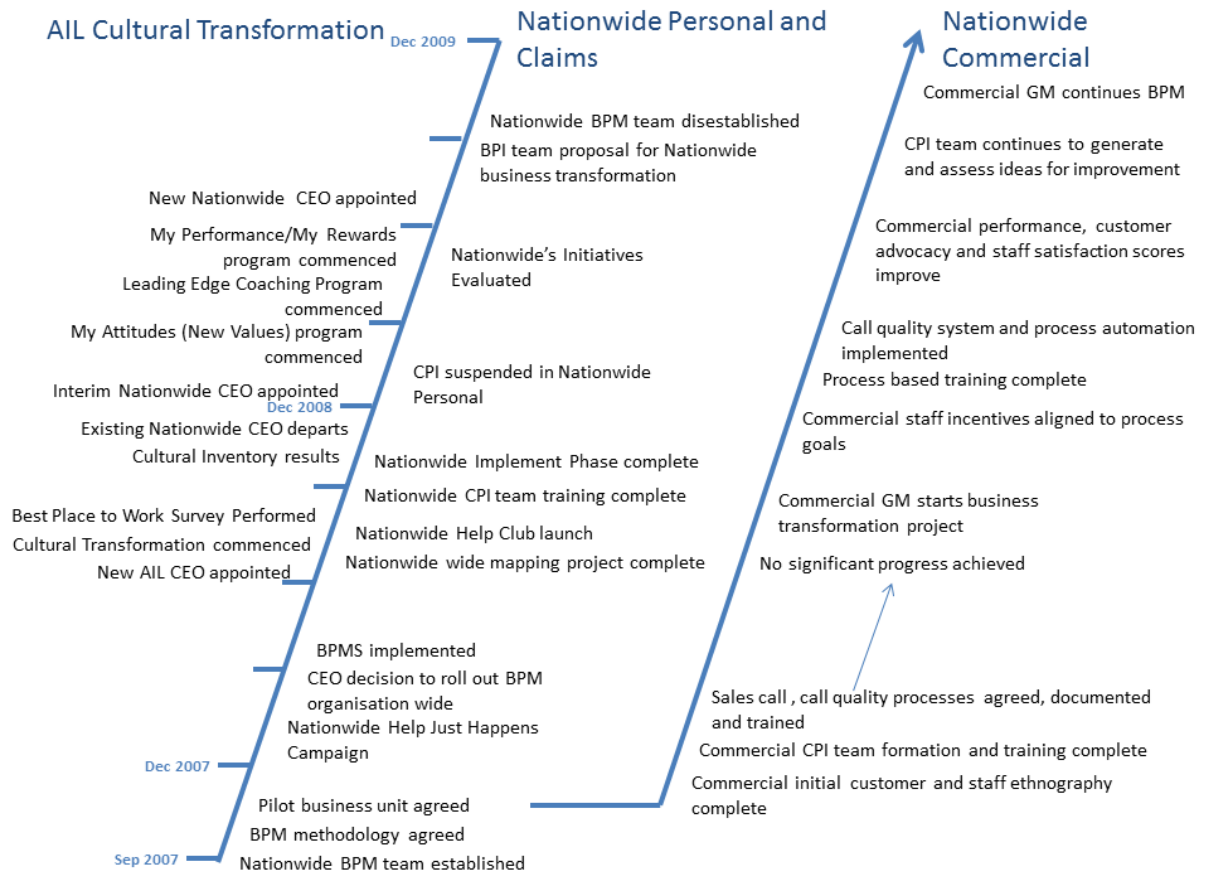 AIL Cultural Transformation
Dec 2009
New Nationwide CEO appointed
My Performance/My Rewards
program commenced
Leading Edge Coaching Program
commenced
My Attitudes (New Values) program
commenced
Interim Nationwide CEO appointed
Dec 2008
Existing Nationwide CEO departs
Cultural Inventory results
Best Place to Work Survey Performed
Cultural Transformation commenced
New AIL CEO appointed
Dec 2007
Sep 2007
Nationwide Personal and
Claims
Nationwide BPM team disestablished
BPI team proposal for Nationwide
business transformation
Nationwide's Initiatives
Evaluated
CPI suspended in Nationwide
Personal
Nationwide Implement Phase complete
Nationwide CPI team training complete
Nationwide Help Club launch
Nationwide wide mapping project complete
BPMS implemented
CEO decision to roll out BPM
organisation wide
Nationwide Help Just Happens
Campaign
Pilot business unit agreed
BPM methodology agreed
Nationwide BPM team established
Nationwide
Commercial
Commercial GM continues BPM
CPI team continues to generate
and assess ideas for improvement
Commercial performance, customer
advocacy and staff satisfaction scores
improve
Call quality system and process automation
implemented
Process based training complete
Commercial staff incentives aligned to process
goals
Commercial GM starts business
transformation project
No significant progress achieved
Sales call , call quality processes agreed, documented
and trained
Commercial CPI team formation and training complete
Commercial initial customer and staff ethnography
complete